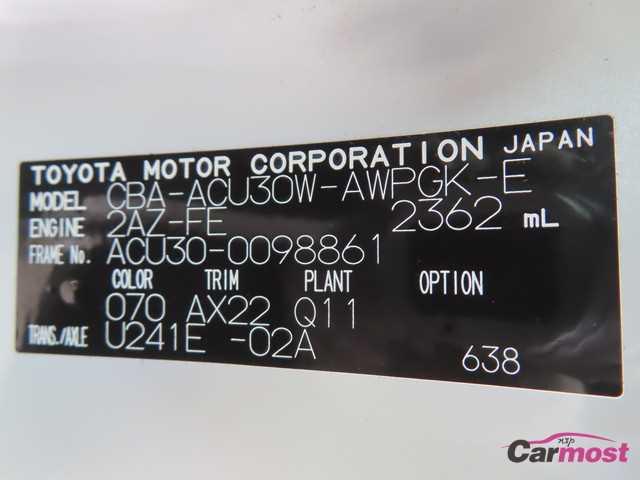 TOYOTA MOTOR CORPORATION JAPAN
MODEL CBA-ACU30W-AWPGK-E
ENGINE 2AZ-FE 2362 mL
FRAME No. ACU30-0098861
COLOR TRIM PLANT OPTION
070 AX22 Q11
TRANS./AXLE U241E -02A
638
Carmost